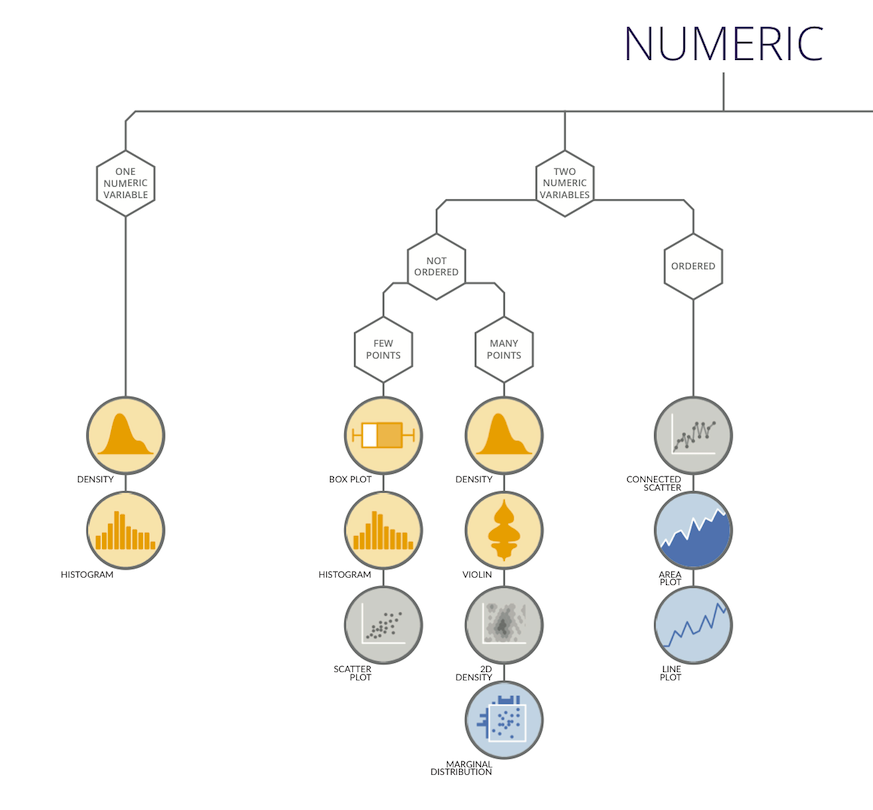 NUMERIC
ONE
NUMERIC
VARIABLE
TWO
NUMERIC
VARIABLES
NOT
ORDERED
ORDERED
FEW
POINTS
MANY
POINTS
DENSITY
HISTOGRAM
BOX PLOT
HISTOGRAM
SCATTER
PLOT
DENSITY
VIOLIN
2D
DENSITY
MARGINAL
DISTRIBUTION
CONNECTED
SCATTER
AREA
PLOT
LINE
PLOT